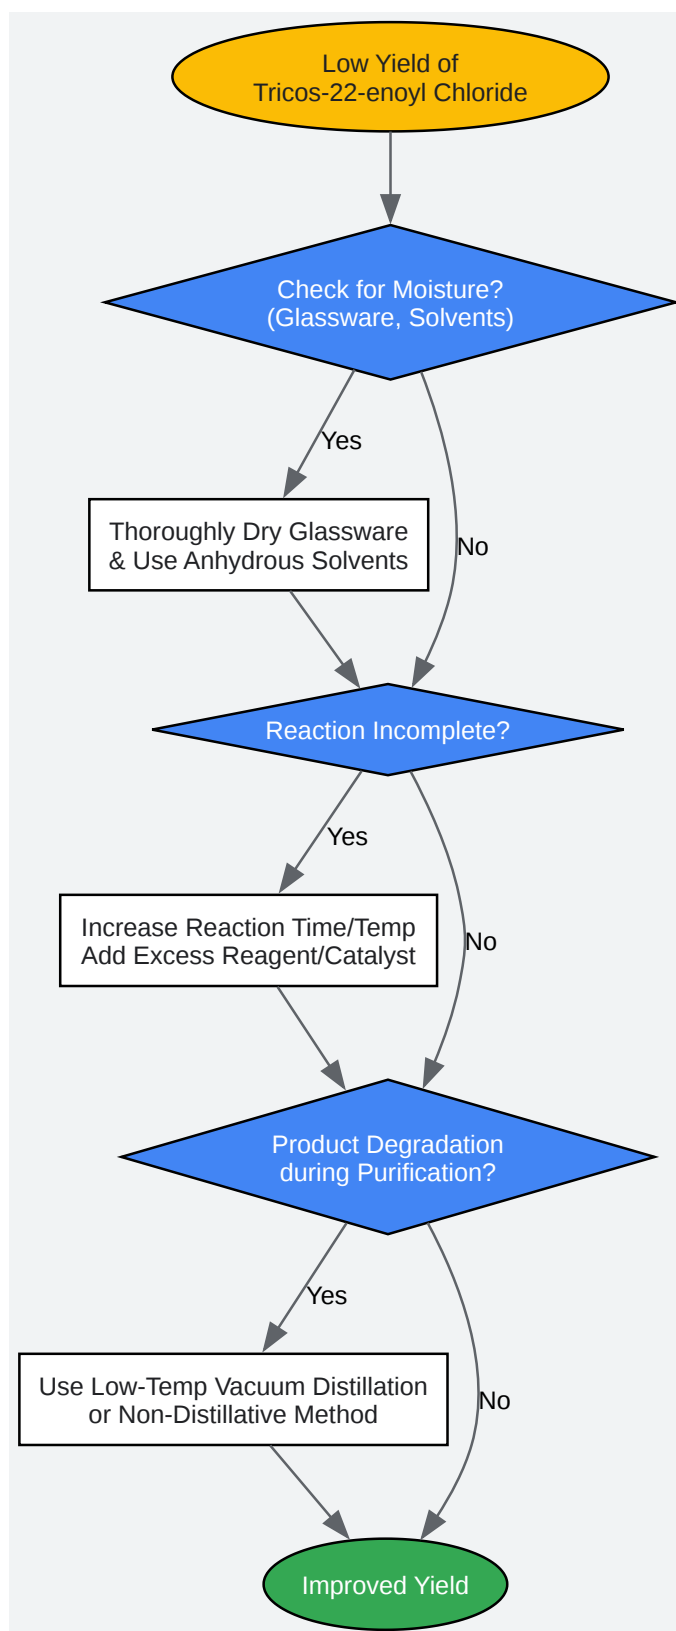 Low Yield of
Tricos-22-enoyl Chloride
Check for Moisture?
(Glassware, Solvents)
Yes
Thoroughly Dry Glassware
& Use Anhydrous Solvents
No
Reaction Incomplete?
Yes
Increase Reaction Time/Temp
Add Excess Reagent/Catalyst
No
Product Degradation
during Purification?
Yes
Use Low-Temp Vacuum Distillation
or Non-Distillative Method
No
Improved Yield